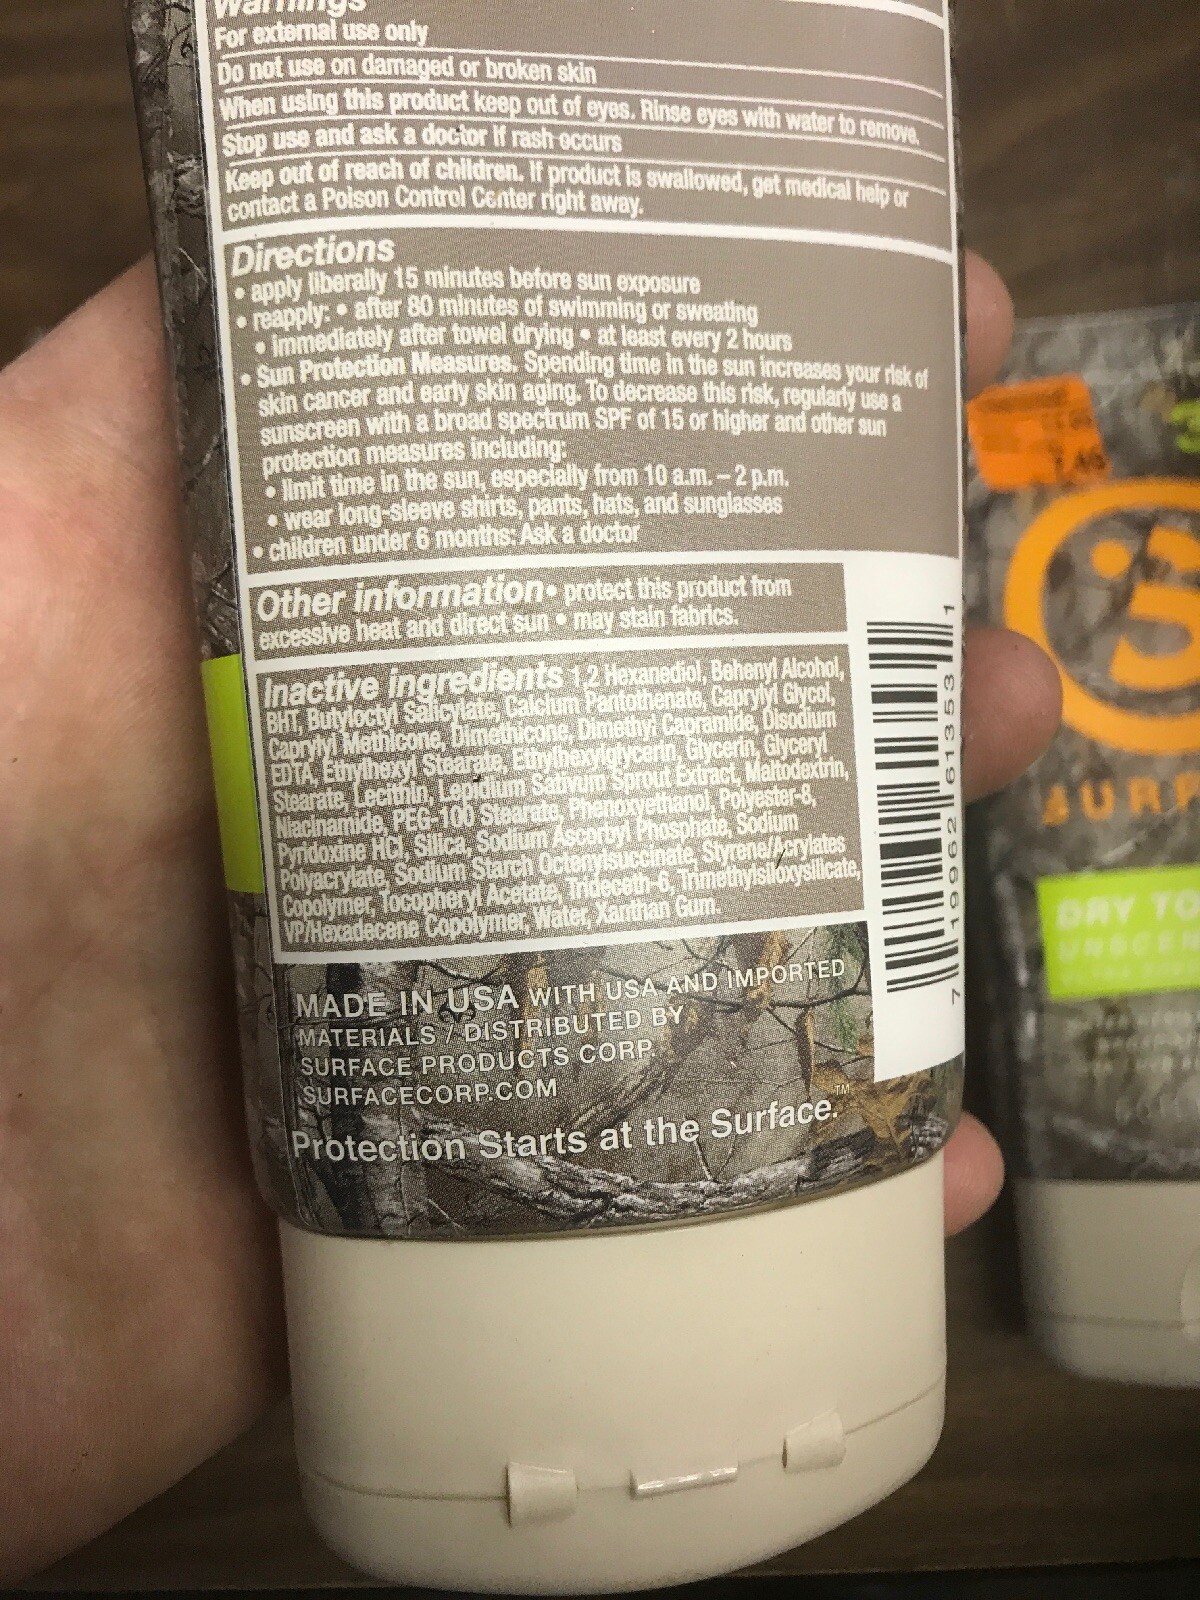 Warnings
For external use only
Do not use on damaged or broken skin
When using this product keep out of eyes. Rinse eyes with water to remove.
Stop use and ask a doctor if rash occurs
Keep out of reach of children. If product is swallowed, get medical help or
contact a Poison Control Center right away.
Directions
• apply liberally 15 minutes before sun exposure
• reapply: • after 80 minutes of swimming or sweating
• immediately after towel drying • at least every 2 hours
• Sun Protection Measures. Spending time in the sun increases your risk of
skin cancer and early skin aging. To decrease this risk, regularly use a
sunscreen with a broad spectrum SPF of 15 or higher and other sun
protection measures including:
• limit time in the sun, especially from 10 a.m. – 2 p.m.
• wear long-sleeve shirts, pants, hats, and sunglasses
• children under 6 months: Ask a doctor
Other information • protect this product from
excessive heat and direct sun • may stain fabrics.
Inactive ingredients 1,2 Hexanediol, Behenyl Alcohol,
BHT, Butyloctyl Salicylate, Calcium Pantothenate, Caprylyl Glycol,
Caprylyl Methicone, Dimethicone, Dimethyl Capramide, Disodium
EDTA, Ethylhexyl Stearate, Ethylhexylglycerin, Glycerin, Glyceryl
Stearate, Lecithin, Lepidium Sativum Sprout Extract, Maltodextrin,
Niacinamide, PEG-100 Stearate, Phenoxyethanol, Polyester-8,
Pyridoxine HCl, Silica, Sodium Ascorbyl Phosphate, Sodium
Polyacrylate, Sodium Starch Octenylsuccinate, Styrene/Acrylates
Copolymer, Tocopheryl Acetate, Trideceth-6, Trimethylsiloxysilicate,
VP/Hexadecene Copolymer, Water, Xanthan Gum.
7 19962 61353 1
MADE IN USA WITH USA AND IMPORTED
MATERIALS / DISTRIBUTED BY
SURFACE PRODUCTS CORP.
SURFACECORP.COM
Protection Starts at the Surface.™
3
S
SURF
DRY TO
UNSCEN